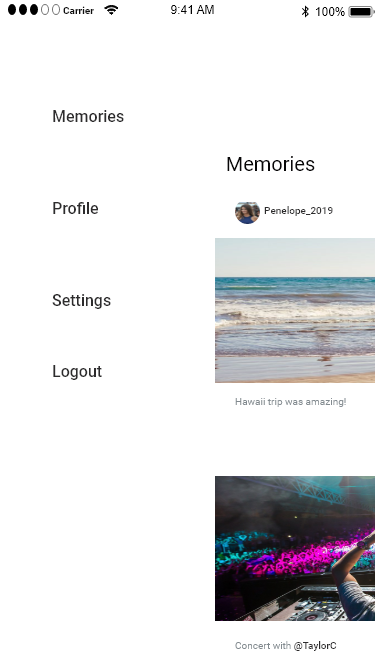 Carrier 9:41 AM 100%
Memories
Profile
Settings
Logout
Memories
Penelope_2019
Hawaii trip was amazing!
Concert with @TaylorC